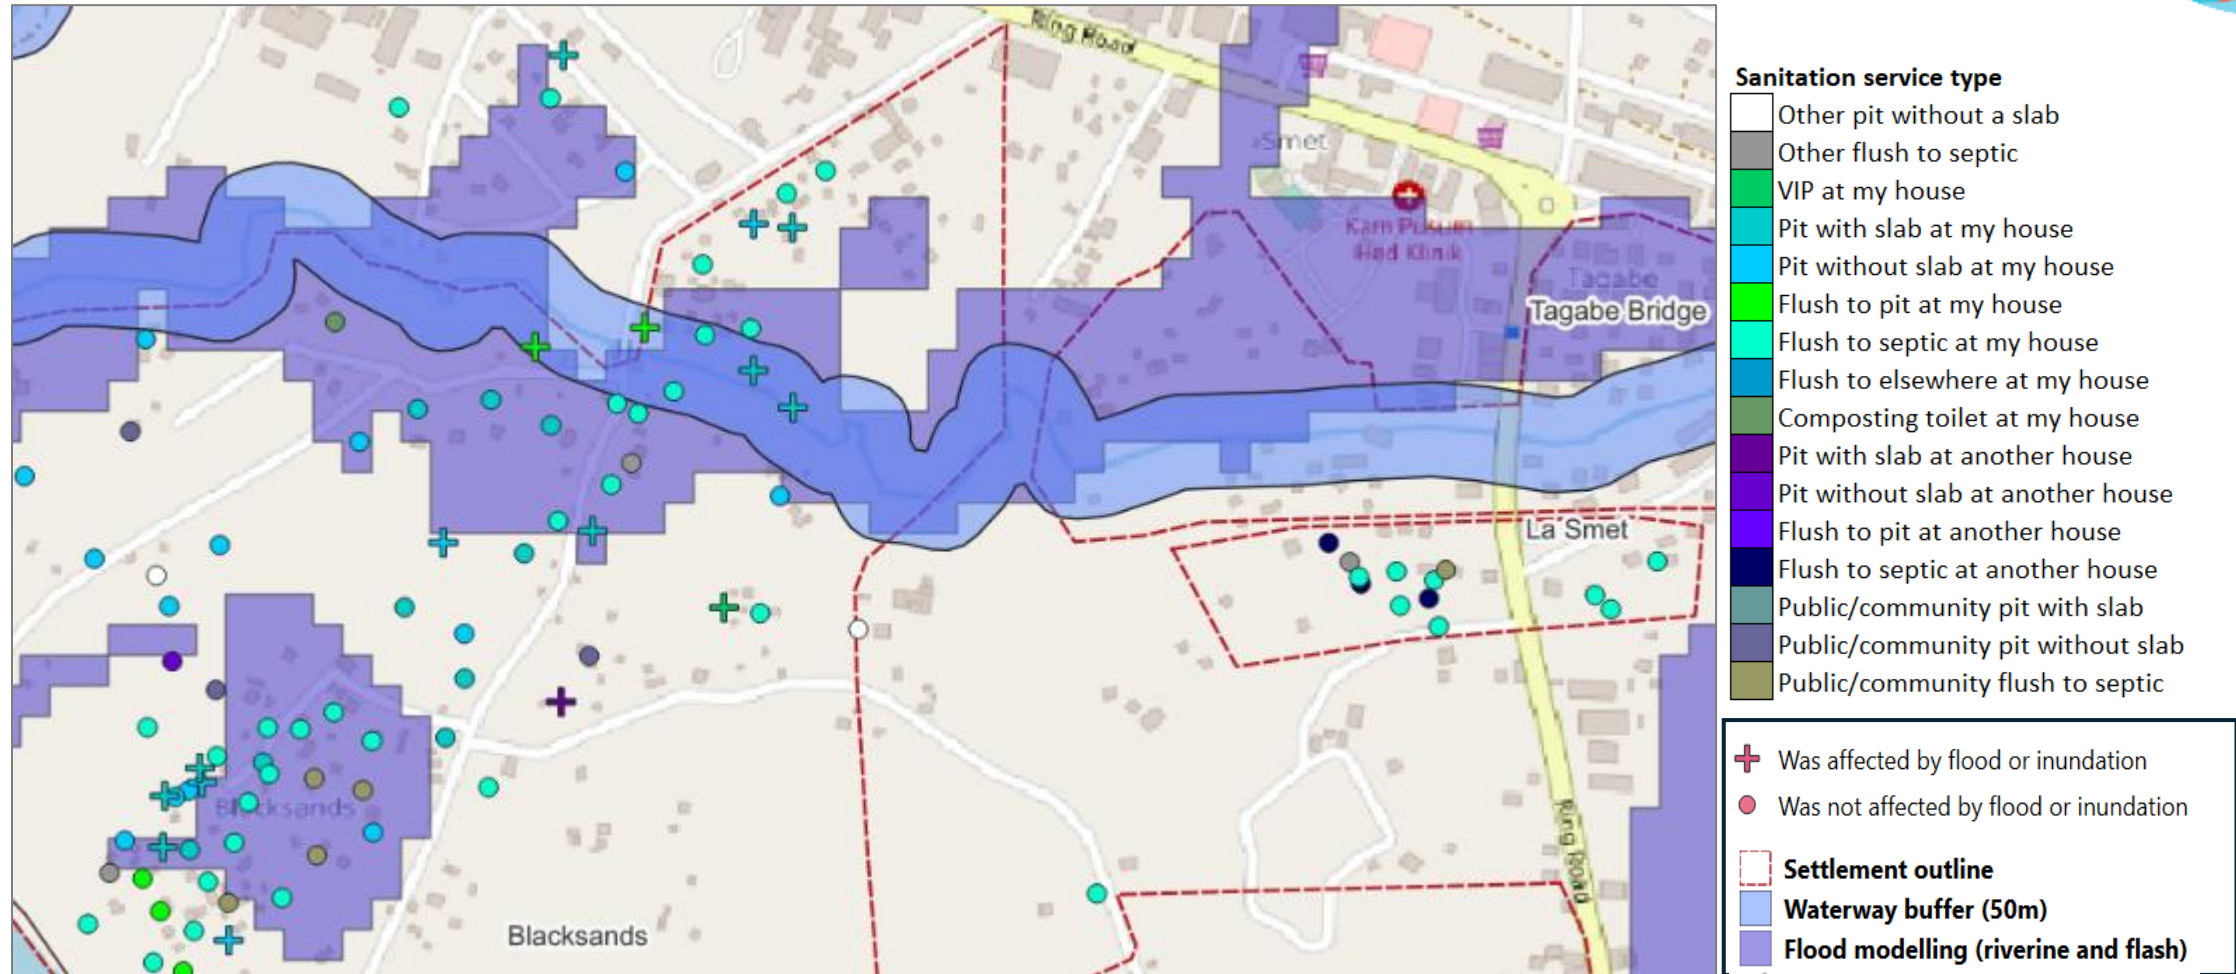 Ring Road
Smet
Kam Pusum
Hed Klinik
Tagabe
Tagabe Bridge
La Smet
Blacksands
Ring Road
Blacksands
Sanitation service type
Other pit without a slab
Other flush to septic
VIP at my house
Pit with slab at my house
Pit without slab at my house
Flush to pit at my house
Flush to septic at my house
Flush to elsewhere at my house
Composting toilet at my house
Pit with slab at another house
Pit without slab at another house
Flush to pit at another house
Flush to septic at another house
Public/community pit with slab
Public/community pit without slab
Public/community flush to septic
Was affected by flood or inundation
Was not affected by flood or inundation
Settlement outline
Waterway buffer (50m)
Flood modelling (riverine and flash)